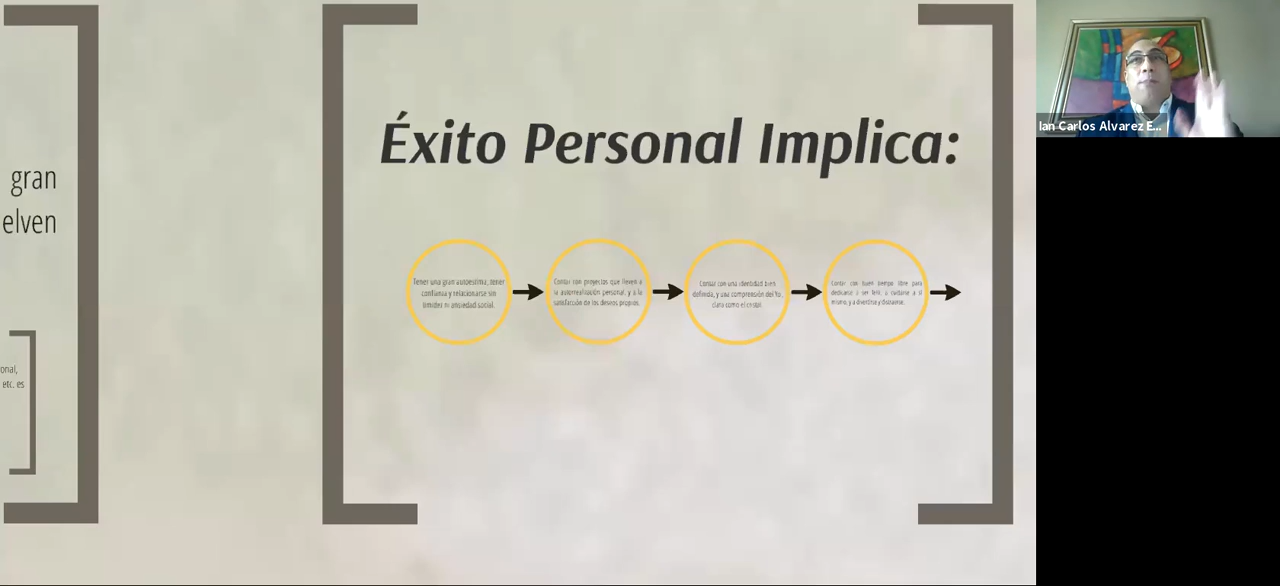 gran
elven
onal,
etc. es
Éxito Personal Implica:
Tener una gran autoestima, tener
confianza y relacionarse sin
timidez ni ansiedad social.
Contar con proyectos que lleven a
la autorrealización personal, y a la
satisfacción de los deseos propios.
Contar con una identidad bien
definida, y una comprensión del Yo
clara como el cristal.
Contar con buen tiempo libre para
dedicarse a ser feliz, a cuidarse a sí
mismo, y a divertirse y distraerse.
Ian Carlos Alvarez E...